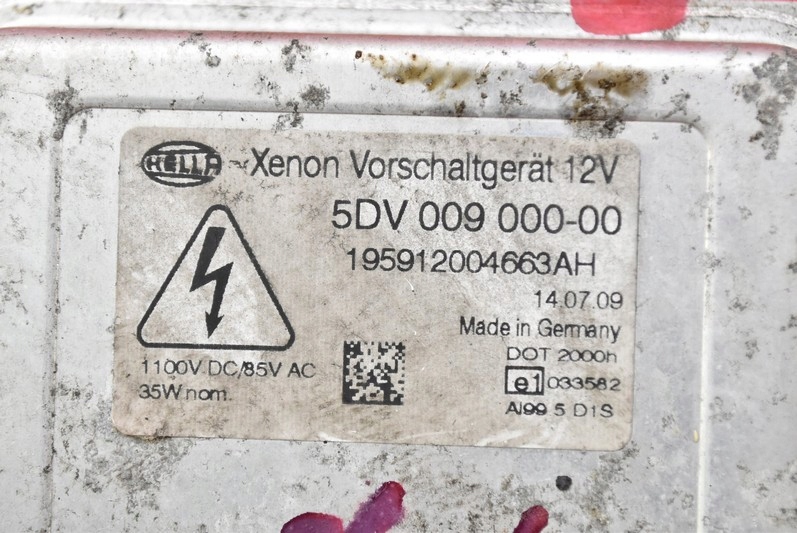 HELLA Xenon Vorschaltgerät 12V
5DV 009 000-00
195912004663AH
14.07.09
Made in Germany
DOT 2000h
1100V DC/85V AC
35W nom.
e1 033582
AI99 5 D1S